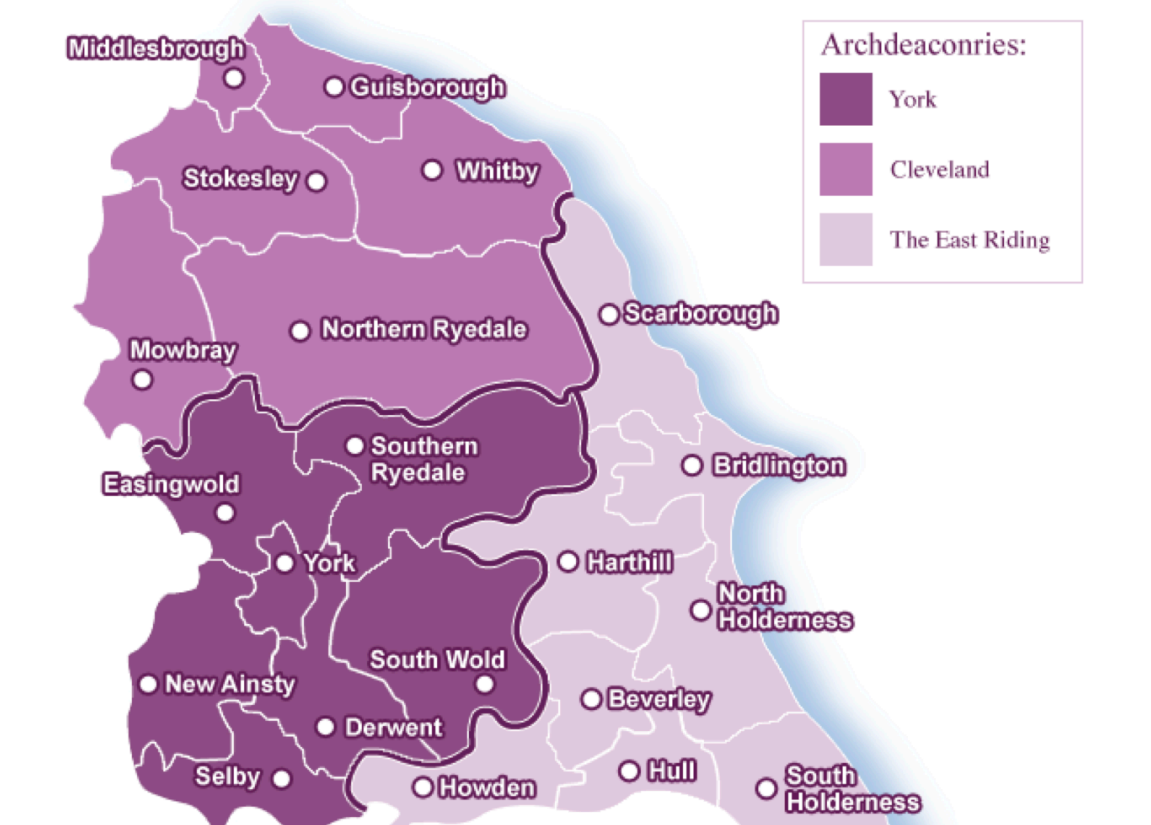 Middlesbrough
Guisborough
Stokesley
Whitby
Northern Ryedale
Mowbray
Scarborough
Southern
Ryedale
Bridlington
Easingwold
York
Harthill
North
Holderness
South Wold
New Ainsty
Beverley
Derwent
Selby
Howden
Hull
South
Holderness
Archdeaconries:
York
Cleveland
The East Riding